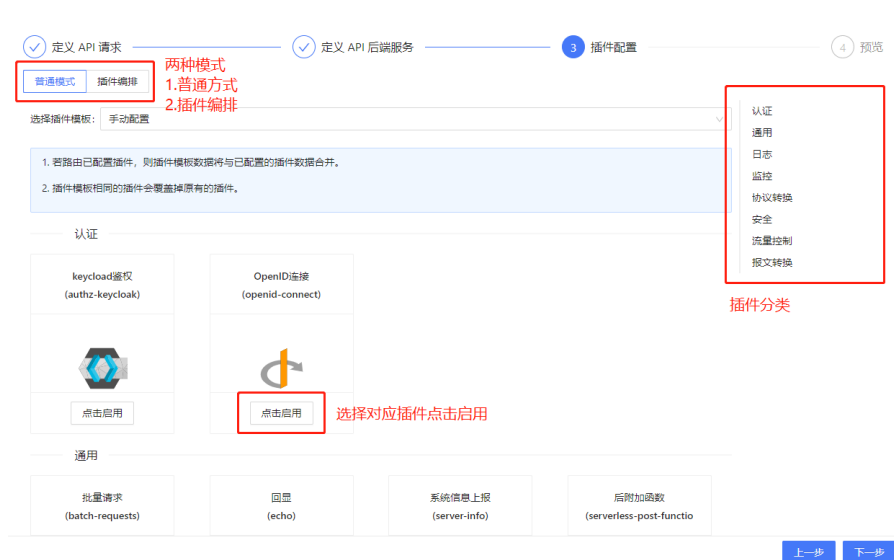 定义 API 请求
定义 API 后端服务
3 插件配置
4 预览
普通模式 插件编排
两种模式
1.普通方式
2.插件编排
选择插件模板： 手动配置
1. 若路由已配置插件，则插件模板数据将与已配置的插件数据合并。
2. 插件模板相同的插件会覆盖掉原有的插件。
认证
通用
日志
监控
协议转换
安全
流量控制
报文转换
插件分类
认证
keycload鉴权
(authz-keycloak)
点击启用
OpenID连接
(openid-connect)
点击启用
选择对应插件点击启用
通用
批量请求
(batch-requests)
回显
(echo)
系统信息上报
(server-info)
后附加函数
(serverless-post-functio
上一步 下一步